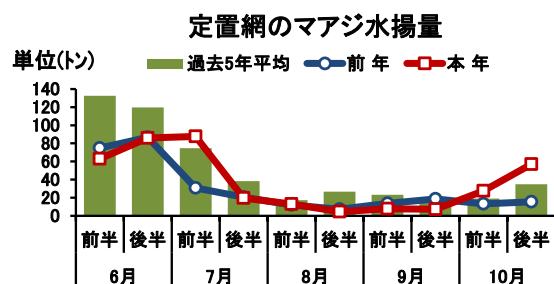 定置網のマアジ水揚量
単位(トン)
過去5年平均 前 年 本 年
140
120
100
80
60
40
20
0
前半 後半 前半 後半 前半 後半 前半 後半 前半 後半
6月 7月 8月 9月 10月